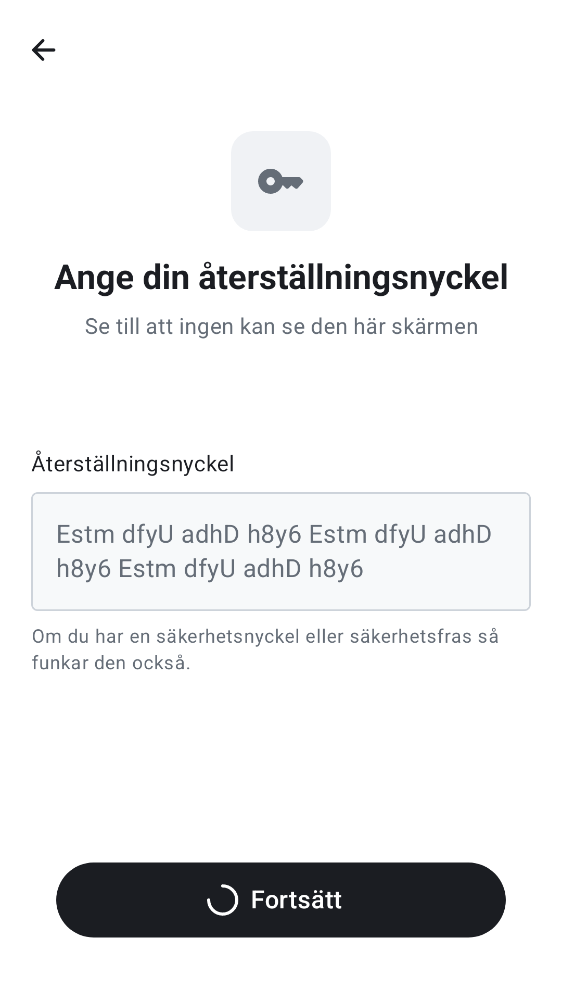 Ange din återställningsnyckel
Se till att ingen kan se den här skärmen
Återställningsnyckel
Estm dfyU adhD h8y6 Estm dfyU adhD
h8y6 Estm dfyU adhD h8y6
Om du har en säkerhetsnyckel eller säkerhetsfras så
funkar den också.
Fortsätt